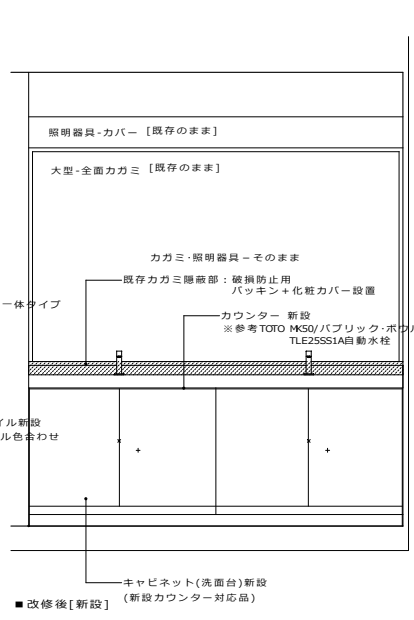 照明器具-カバー [既存のまま]
大型-全面カガミ [既存のまま]
カガミ・照明器具－そのまま
既存カガミ隠蔽部：破損防止用
パッキン＋化粧カバー設置
一体タイプ
カウンター 新設
※参考TOTO MK50/パブリック・ボウル
TLE25SS1A自動水栓
イル新設
ル色合わせ
キャビネット(洗面台)新設
(新設カウンター対応品)
■改修後[新設]